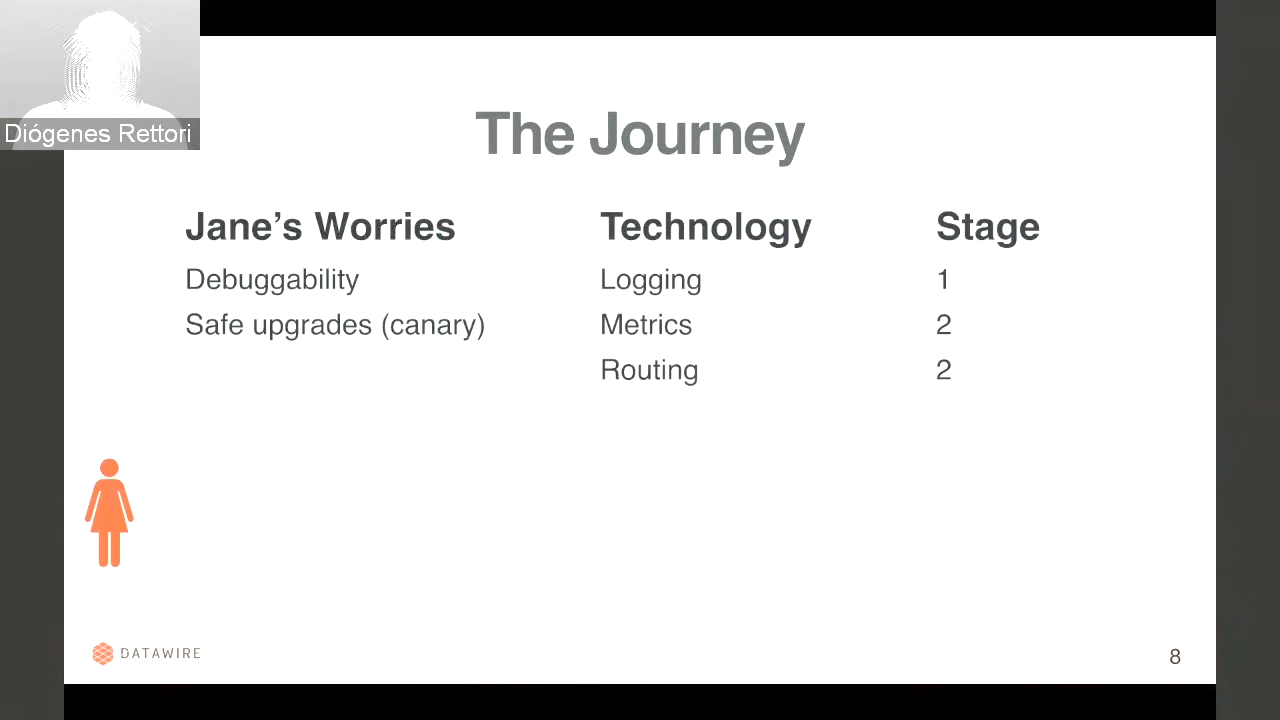 Diógenes Rettori
The Journey
Jane’s Worries Technology Stage
Debuggability Logging 1
Safe upgrades (canary) Metrics 2
Routing 2
DATAWIRE
8